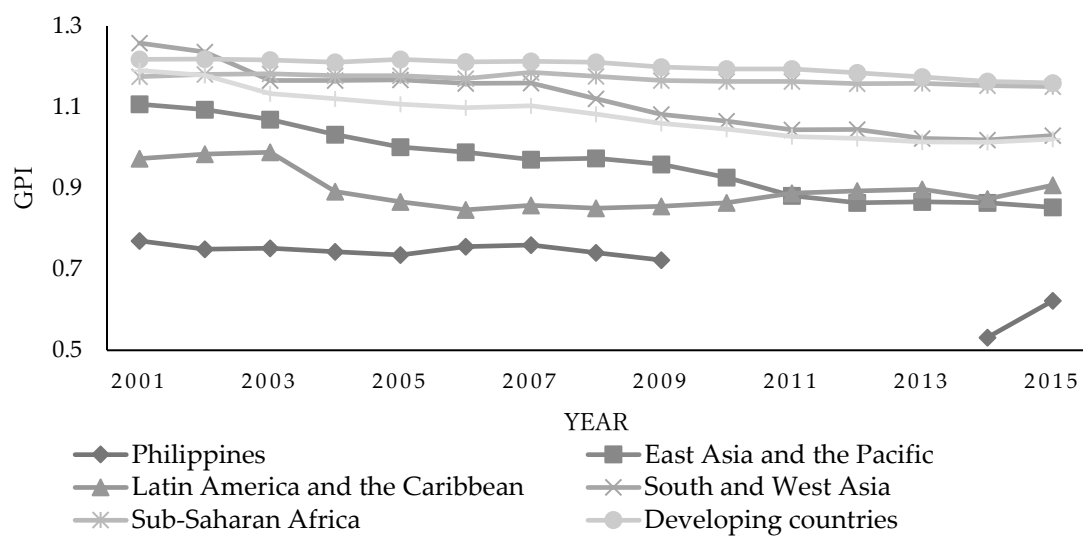 1.3
1.1
0.9
0.7
0.5
GPI
2001 2003 2005 2007 2009 2011 2013 2015
YEAR
Philippines East Asia and the Pacific
Latin America and the Caribbean South and West Asia
Sub-Saharan Africa Developing countries